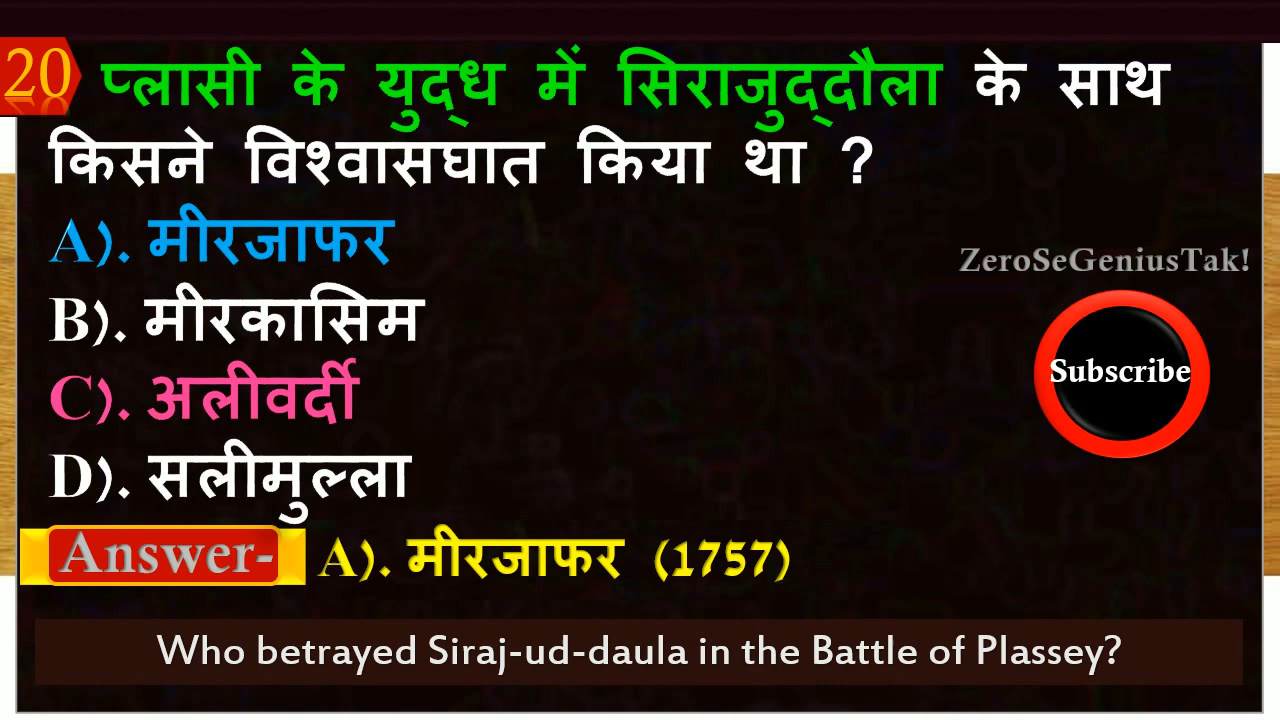 20 प्लासी के युद्ध में सिराजुद्दौला के साथ
किसने विश्वासघात किया था ?
A). मीरजाफर
ZeroSeGeniusTak!
B). मीरकासिम
Subscribe
C). अलीवर्दी
D). सलीमुल्ला
Answer- A). मीरजाफर (1757)
Who betrayed Siraj-ud-daula in the Battle of Plassey?